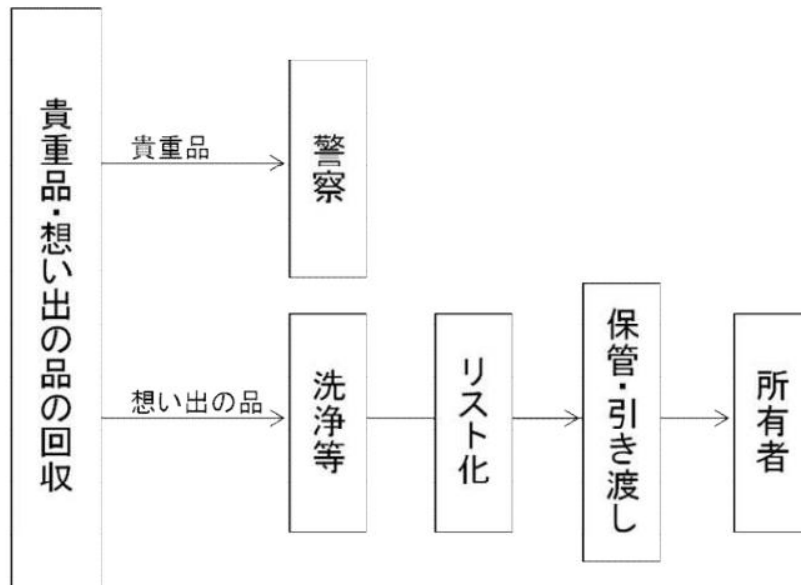 貴重品・想い出の品の回収
貴重品
警察
想い出の品
洗浄等
リスト化
保管・引き渡し
所有者